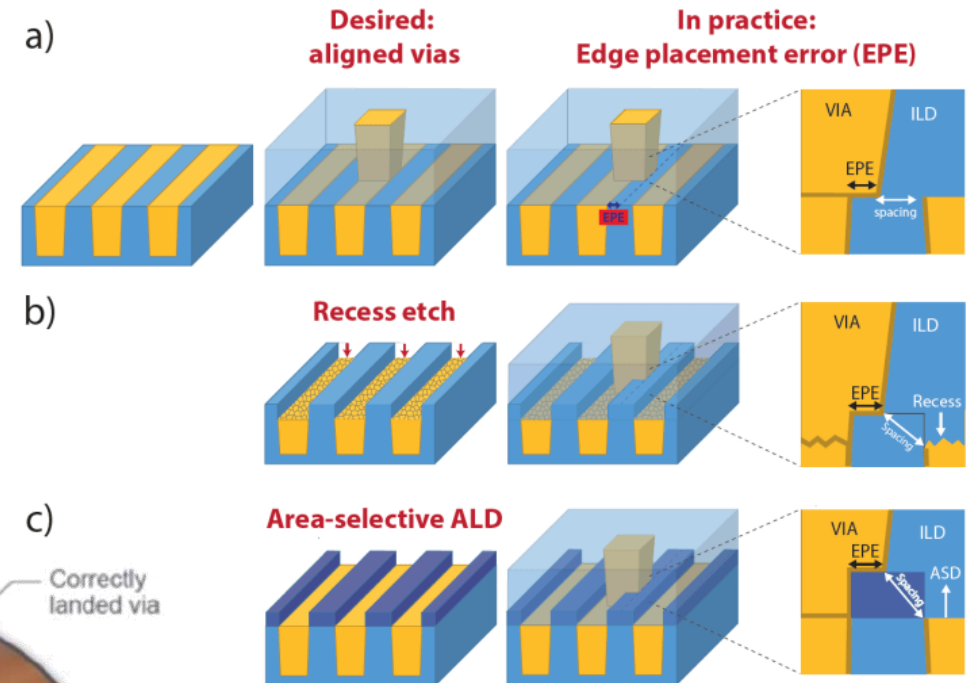 a)
Desired:
aligned vias
In practice:
Edge placement error (EPE)
EPE
VIA
ILD
EPE
spacing
b)
Recess etch
VIA
ILD
EPE
Recess
Spacing
c)
Area-selective ALD
VIA
ILD
EPE
ASD
Spacing
Correctly
landed via